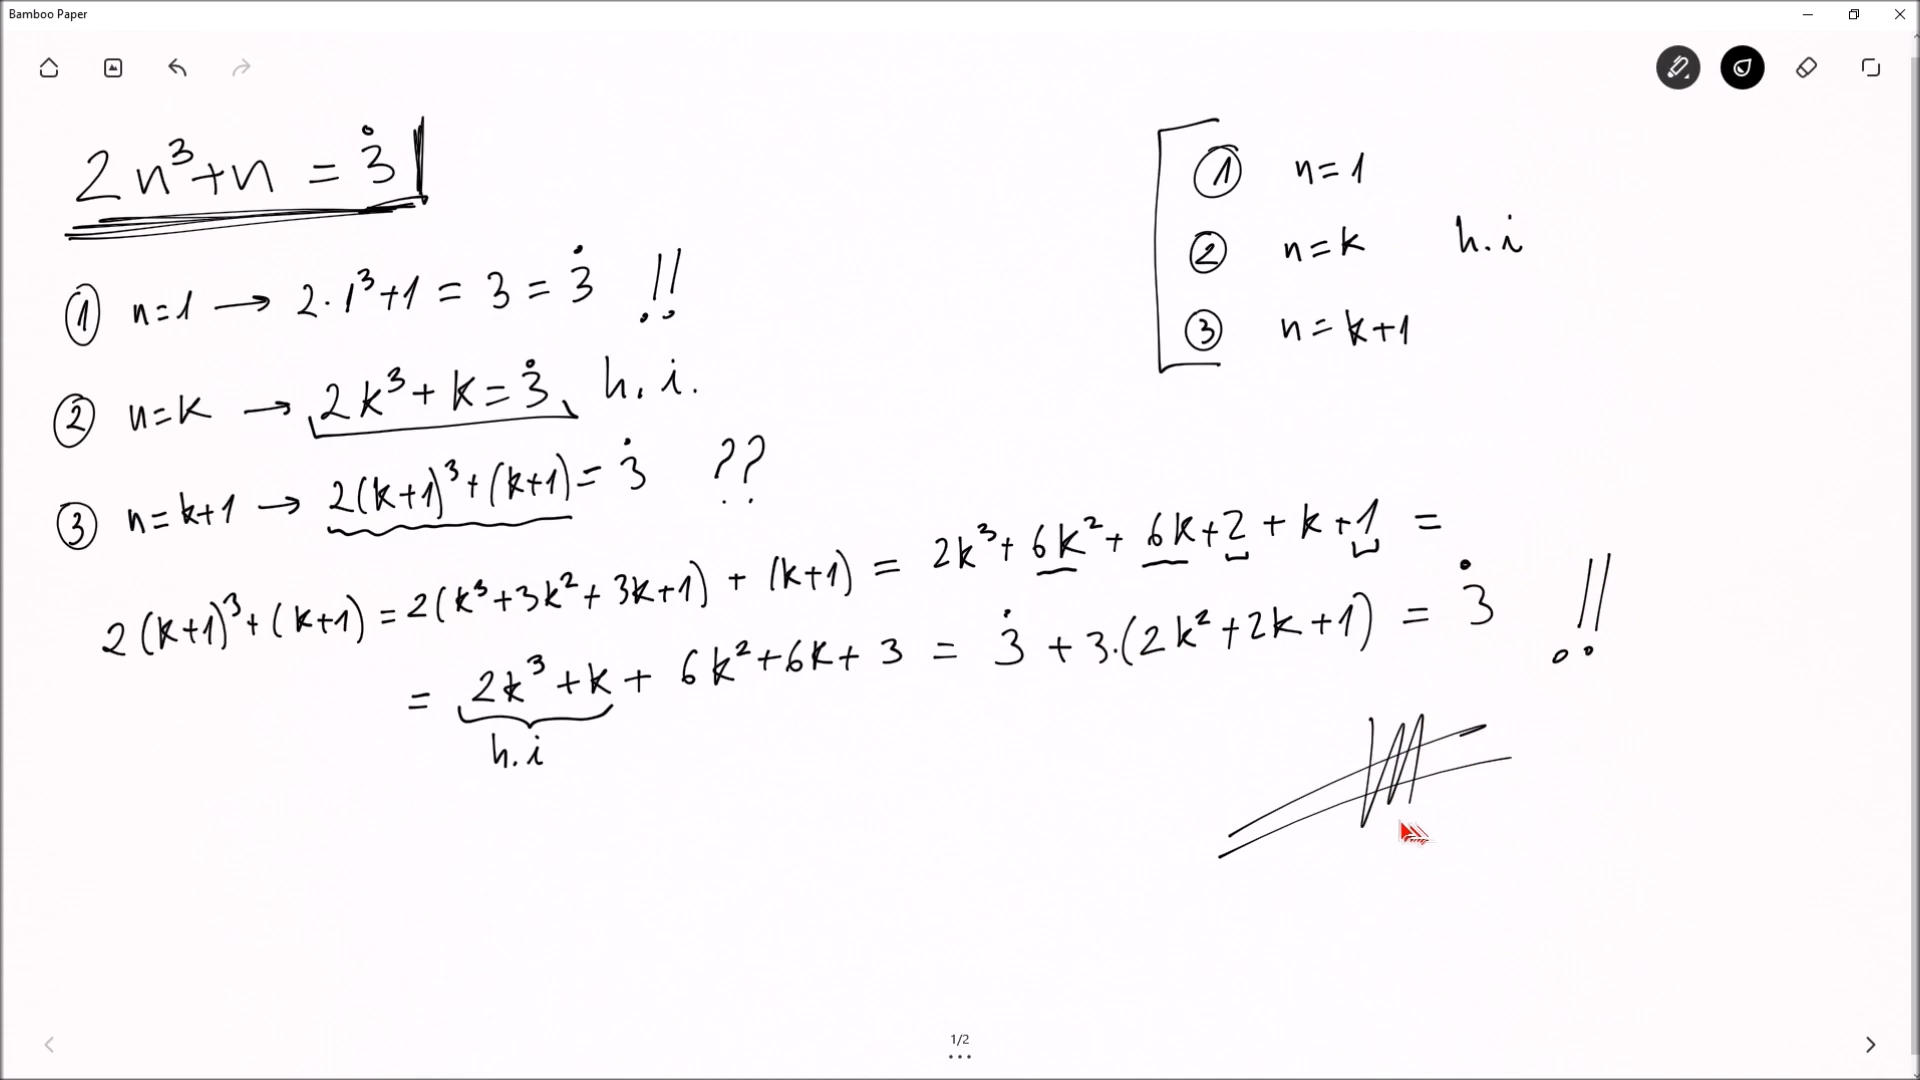 Bamboo Paper
2n³+n = 3̇
① n=1 → 2·1³+1 = 3 = 3̇ !!
② n=k → 2k³+k=3̇, h.i.
③ n=k+1 → 2(k+1)³+(k+1)= 3̇ ??
2(k+1)³+(k+1) = 2(k³+3k²+3k+1) + (k+1) = 2k³+6k²+6k+2+k+1 =
= 2k³+k+6k²+6k+3 = 3̇ + 3·(2k²+2k+1) = 3̇ !!
h.i
① n=1
② n=k h.i
③ n=k+1
1/2